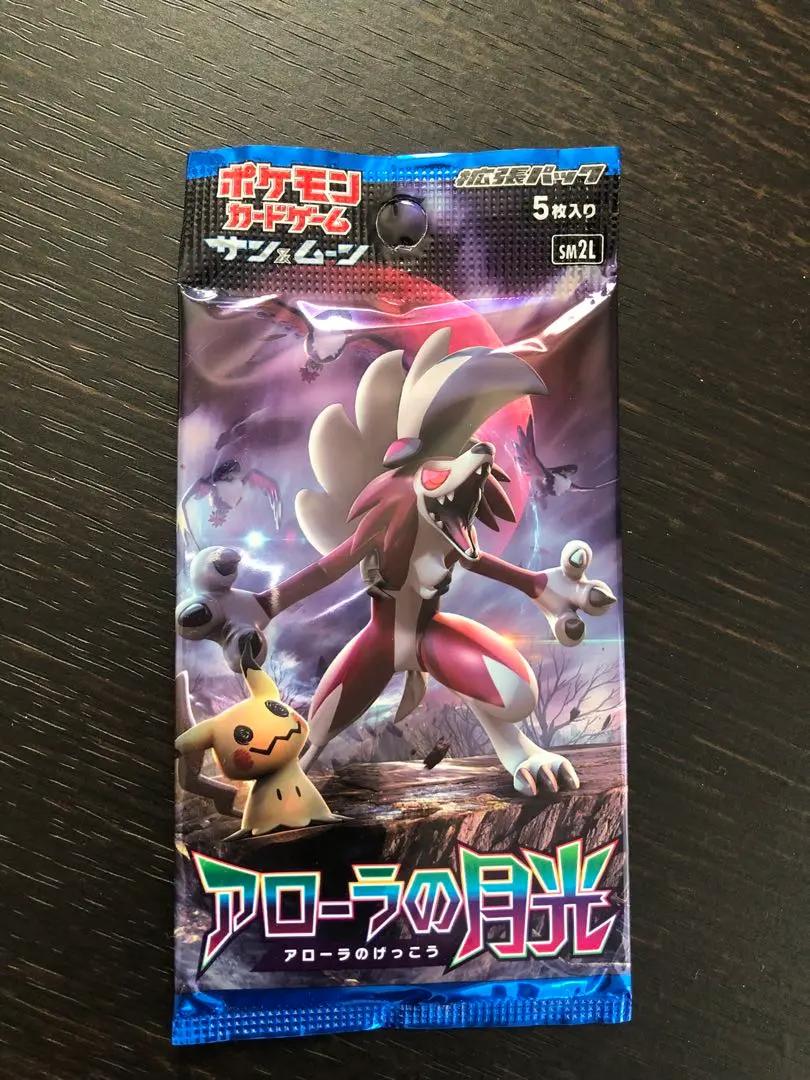 ポケモン
カードゲーム
サン&ムーン
拡張パック
5枚入り
SM2L
アローラの月光
アローラのげっこう